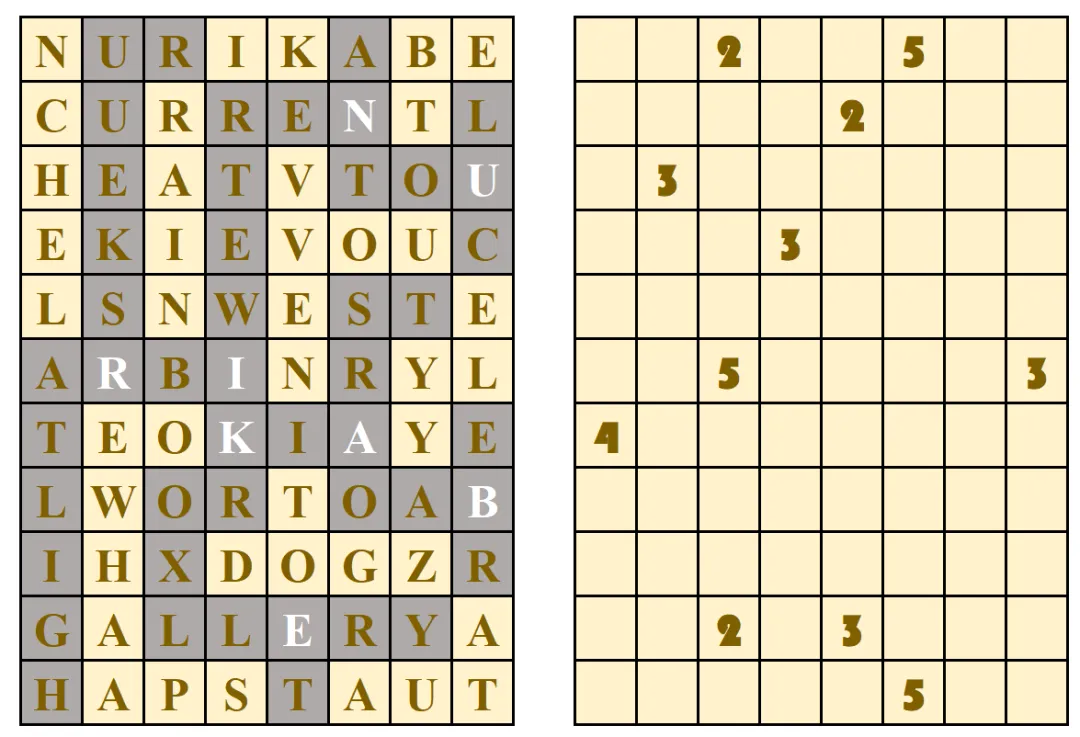 N U R I K A B E
C U R R E N T L
H E A T V T O U
E K I E V O U C
L S N W E S T E
A R B I N R Y L
T E O K I A Y E
L W O R T O A B
I H X D O G Z R
G A L L E R Y A
H A P S T A U T
2 5
2
3
3
5 3
4
2 3
5